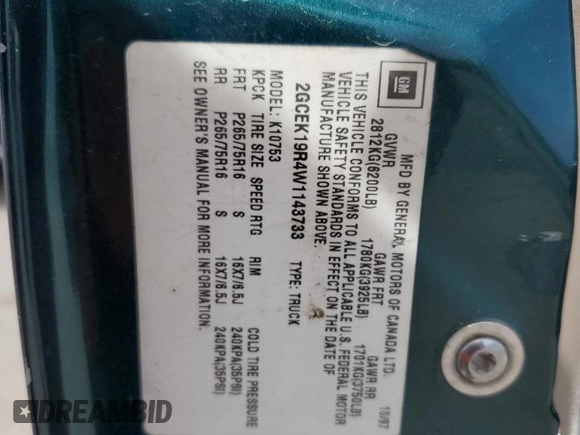 GM
MFD BY GENERAL MOTORS OF CANADA LTD. 10/97
GVWR GAWR FRT GAWR RR
2812KG(6200LB) 1780KG(3925LB) 1701KG(3750LB)
THIS VEHICLE CONFORMS TO ALL APPLICABLE U.S. FEDERAL MOTOR
VEHICLE SAFETY STANDARDS IN EFFECT ON THE DATE OF
MANUFACTURE SHOWN ABOVE.
2GCEK19R4W1143733 TYPE: TRUCK
MODEL: K10753
KPCK TIRE SIZE SPEED RTG RIM COLD TIRE PRESSURE
FRT P265/75R16 S 16X7/6.5J 240KPA(35PSI)
RR P265/75R16 S 16X7/6.5J 240KPA(35PSI)
SEE OWNER'S MANUAL FOR MORE INFORMATION.
DREAMBID